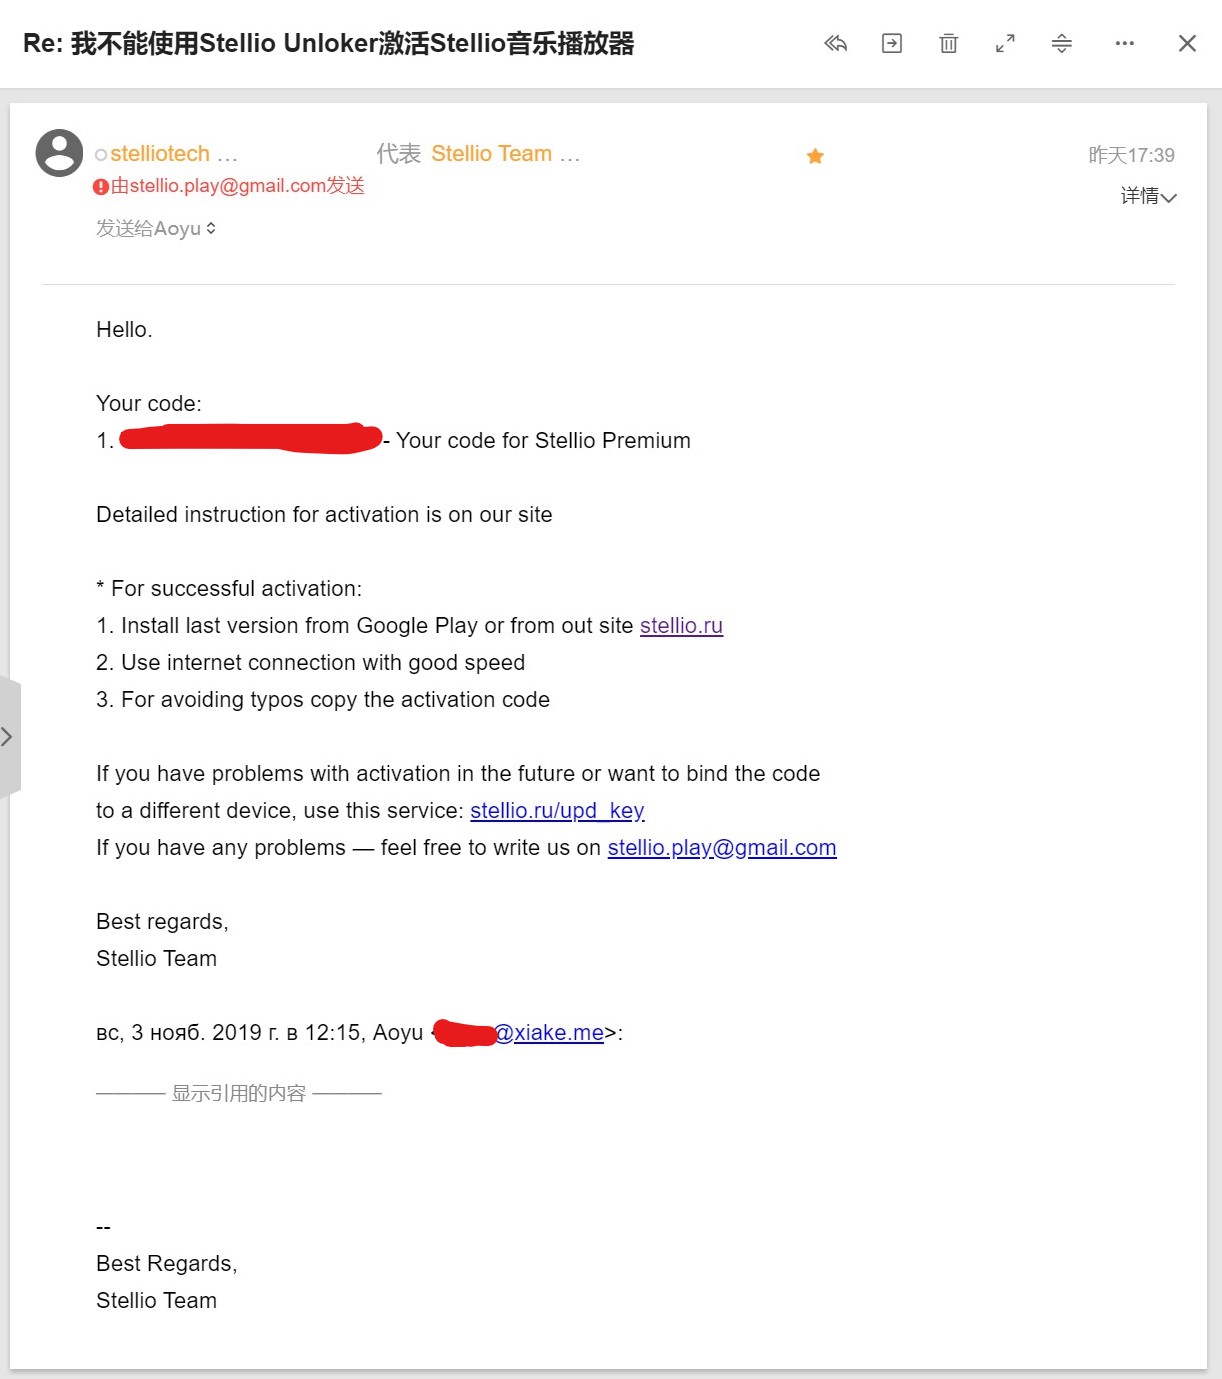 Re: 我不能使用Stellio Unloker激活Stellio音乐播放器
stelliotech ... 代表 Stellio Team ...
昨天17:39
由stellio.play@gmail.com发送
详情
发送给Aoyu
Hello.
Your code:
1. - Your code for Stellio Premium
Detailed instruction for activation is on our site
* For successful activation:
1. Install last version from Google Play or from out site stellio.ru
2. Use internet connection with good speed
3. For avoiding typos copy the activation code
If you have problems with activation in the future or want to bind the code
to a different device, use this service: stellio.ru/upd_key
If you have any problems — feel free to write us on stellio.play@gmail.com
Best regards,
Stellio Team
вс, 3 нояб. 2019 г. в 12:15, Aoyu <@xiake.me>:
———— 显示引用的内容 ————
--
Best Regards,
Stellio Team